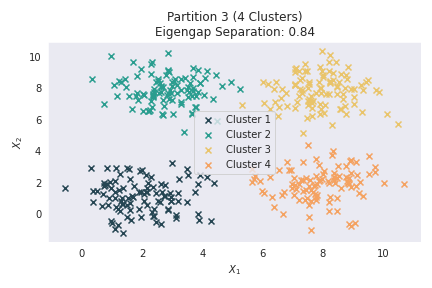 Partition 3 (4 Clusters)
Eigengap Separation: 0.84
10
8
6
4
2
0
X₂
Cluster 1
Cluster 2
Cluster 3
Cluster 4
0 2 4 6 8 10
X₁